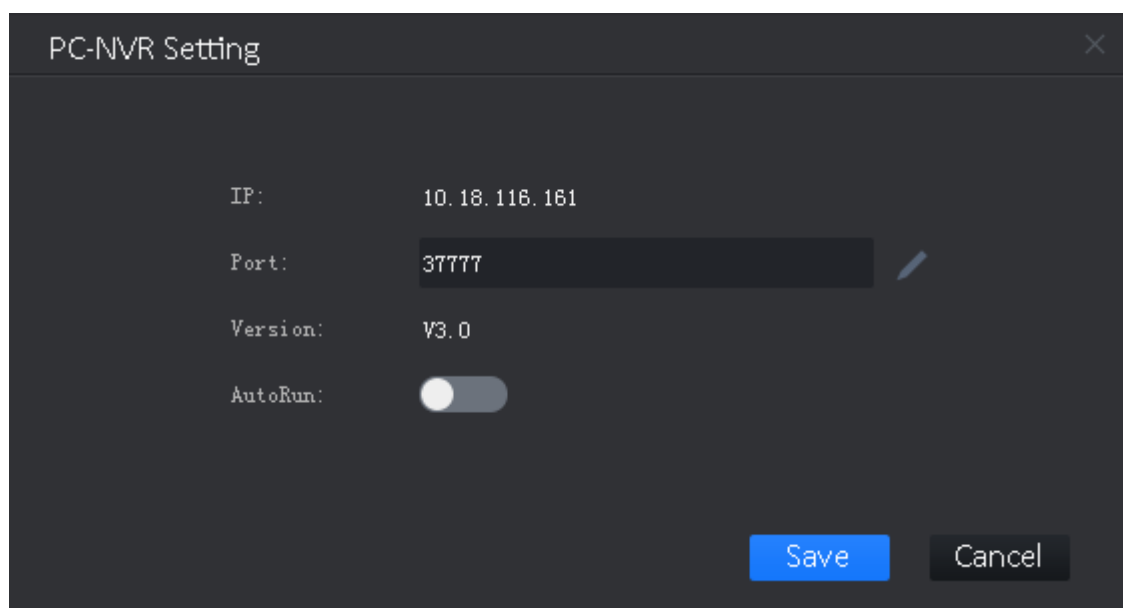 PC-NVR Setting
IP: 10.18.116.161
Port: 37777
Version: V3.0
AutoRun:
Save Cancel